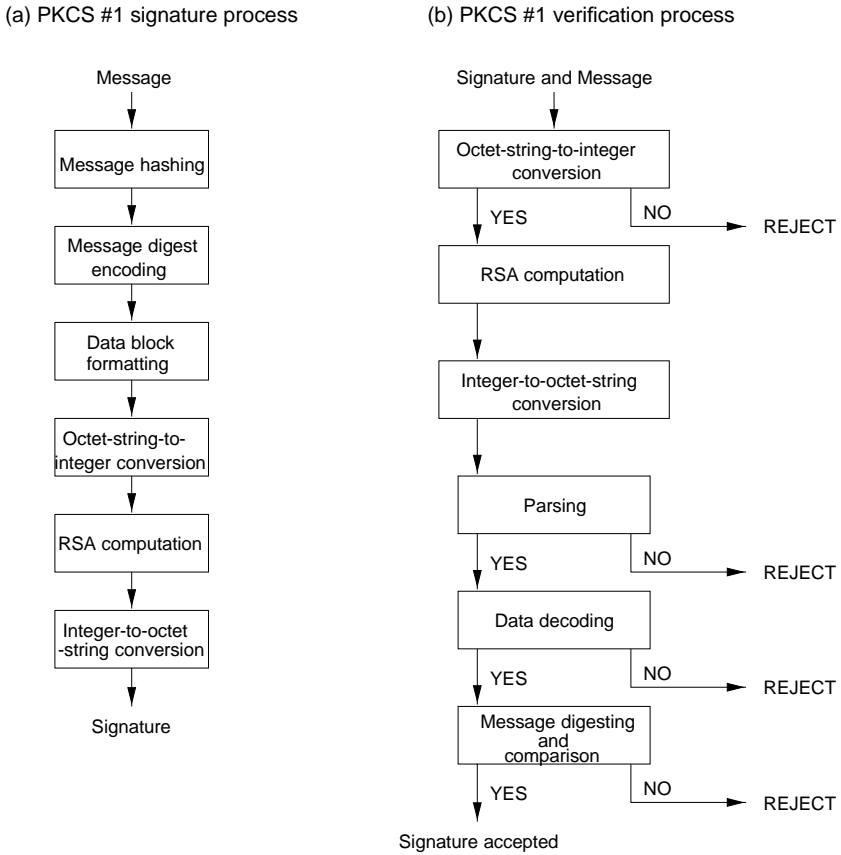 (a) PKCS #1 signature process
Message
Message hashing
Message digest
encoding
Data block
formatting
Octet-string-to-
integer conversion
RSA computation
Integer-to-octet
-string conversion
Signature
(b) PKCS #1 verification process
Signature and Message
Octet-string-to-integer
conversion
YES
NO
REJECT
RSA computation
Integer-to-octet-string
conversion
Parsing
YES
NO
REJECT
Data decoding
YES
NO
REJECT
Message digesting
and
comparison
YES
NO
REJECT
Signature accepted